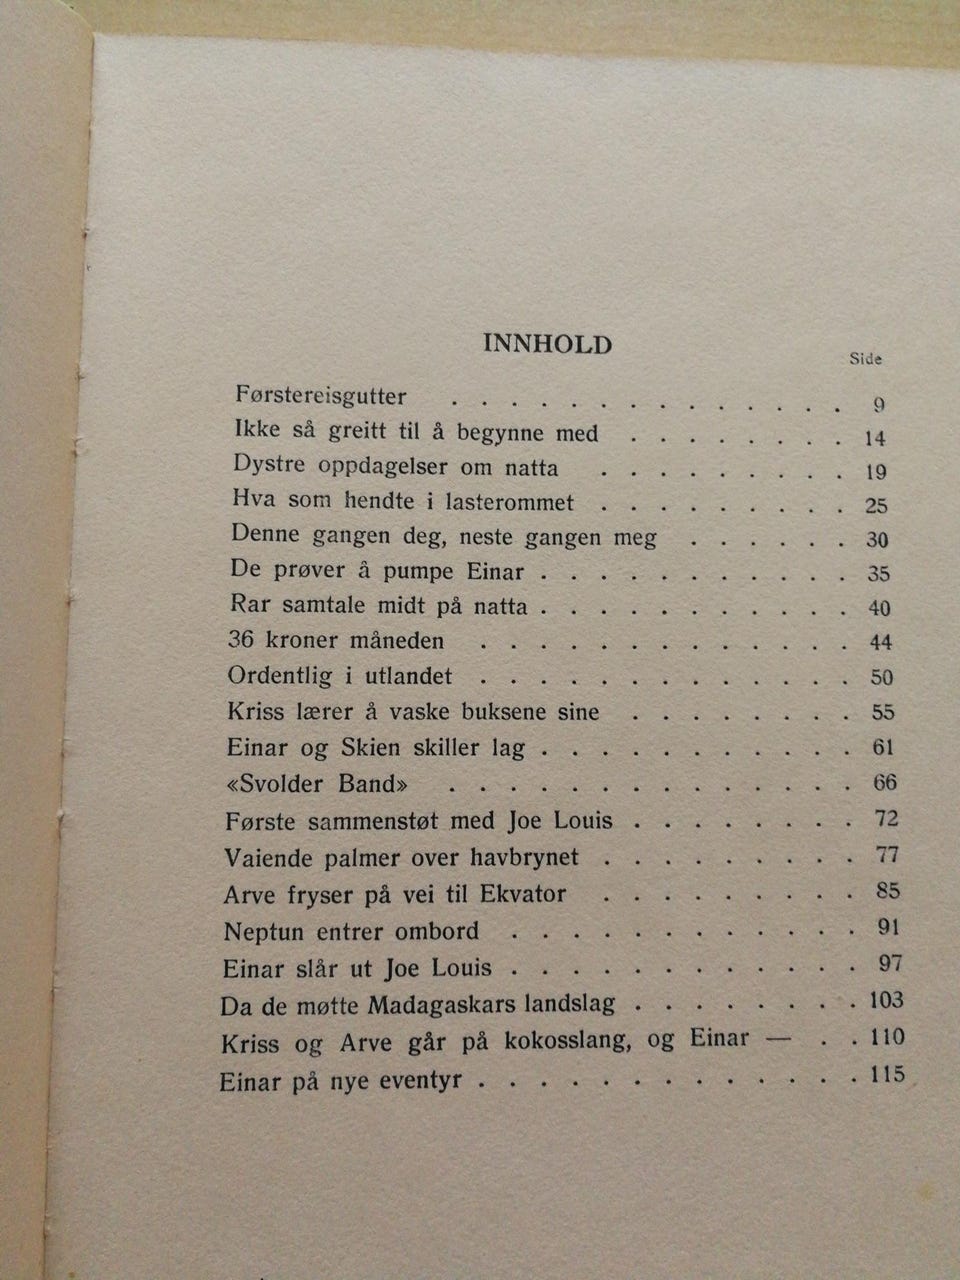 INNHOLD
Side
Førstereisgutter . . . . . . . . . . . . . . 9
Ikke så greitt til å begynne med . . . . . . . . 14
Dystre oppdagelser om natta . . . . . . . . . 19
Hva som hendte i lasterommet . . . . . . . . . 25
Denne gangen deg, neste gangen meg . . . . . . 30
De prøver å pumpe Einar . . . . . . . . . . . 35
Rar samtale midt på natta . . . . . . . . . . . 40
36 kroner måneden . . . . . . . . . . . . . 44
Ordentlig i utlandet . . . . . . . . . . . . . 50
Kriss lærer å vaske buksene sine . . . . . . . . 55
Einar og Skien skiller lag . . . . . . . . . . . 61
«Svolder Band» . . . . . . . . . . . . . . 66
Første sammenstøt med Joe Louis . . . . . . . . 72
Vaiende palmer over havbrynet . . . . . . . . . 77
Arve fryser på vei til Ekvator . . . . . . . . . 85
Neptun entrer ombord . . . . . . . . . . . . 91
Einar slår ut Joe Louis . . . . . . . . . . . . 97
Da de møtte Madagaskars landslag . . . . . . . . 103
Kriss og Arve går på kokosslang, og Einar — . . 110
Einar på nye eventyr . . . . . . . . . . . . . 115